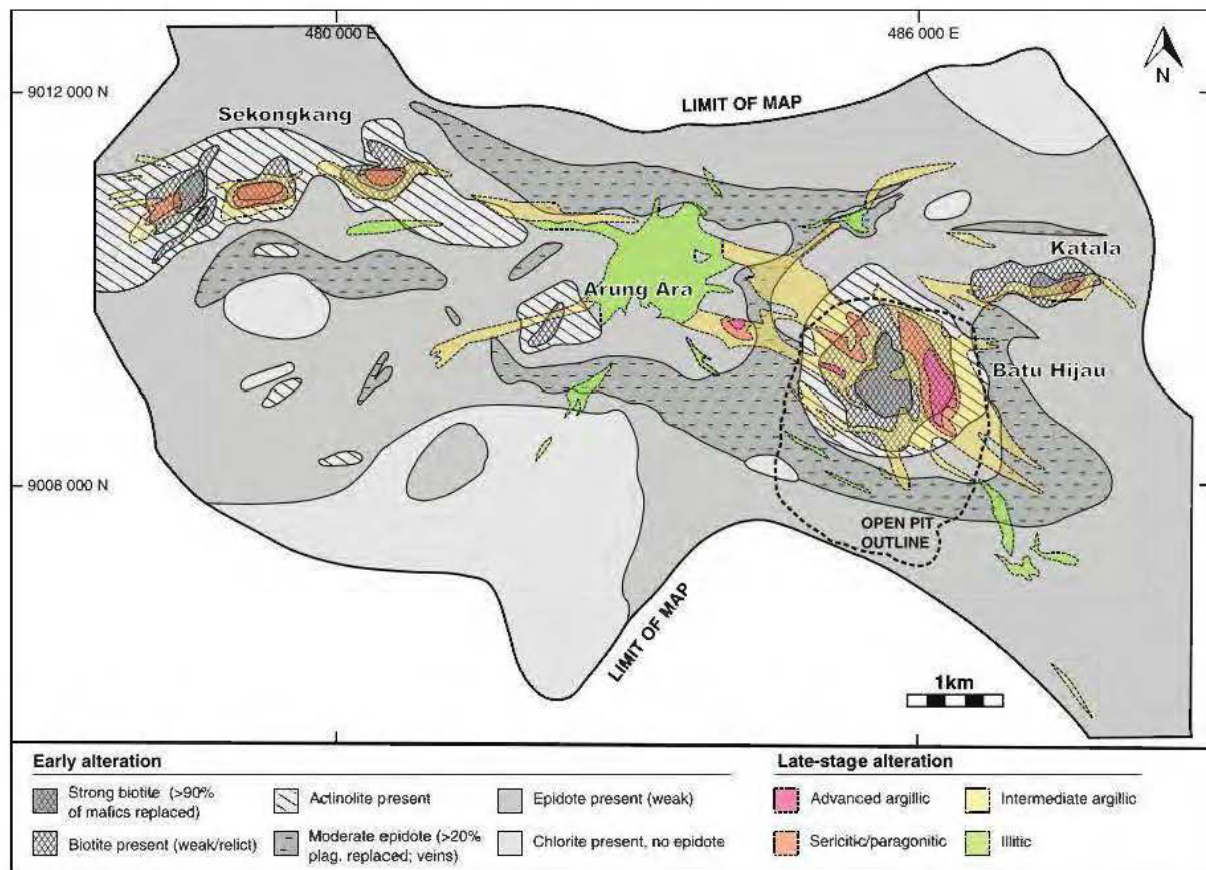 480 000 E
486 000 E
9012 000 N
N
LIMIT OF MAP
Sekongkang
Katala
Arung Ara
Batu Hijau
9008 000 N
OPEN PIT
OUTLINE
LIMIT OF MAP
1km
Early alteration
Strong biotite (>90%
of mafics replaced)
Biotite present (weak/relict)
Actinolite present
Moderate epidote (>20%
plag. replaced; veins)
Epidote present (weak)
Chlorite present, no epidote
Late-stage alteration
Advanced argillic
Sericitic/paragonitic
Intermediate argillic
Illitic